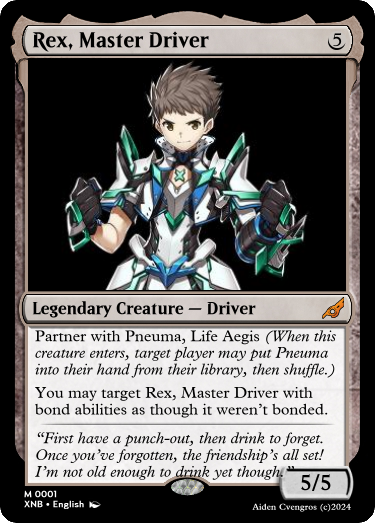 Rex, Master Driver 5
Legendary Creature — Driver
Partner with Pneuma, Life Aegis (When this
creature enters, target player may put Pneuma
into their hand from their library, then shuffle.)
You may target Rex, Master Driver with
bond abilities as though it weren't bonded.
“First have a punch-out, then drink to forget.
Once you've forgotten, the friendship's all set!
I'm not old enough to drink yet though.”
5/5
M 0001
XNB • English
Aiden Cvengros (c)2024